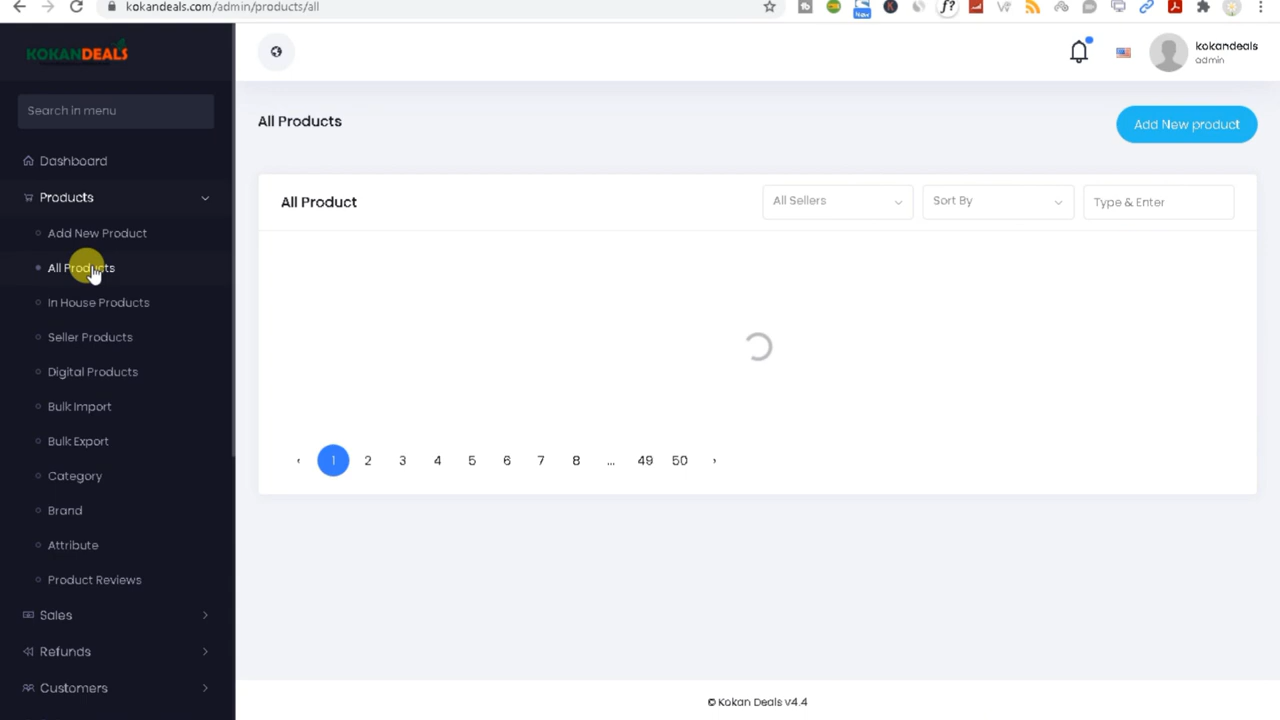 kokandeals.com/admin/products/all
KOKANDEALS
kokandeals
admin
Search in menu
Dashboard
Products
Add New Product
All Products
In House Products
Seller Products
Digital Products
Bulk Import
Bulk Export
Category
Brand
Attribute
Product Reviews
Sales
Refunds
Customers
All Products
Add New product
All Product
All Sellers
Sort By
Type & Enter
‹ 1 2 3 4 5 6 7 8 ... 49 50 ›
© Kokan Deals v4.4